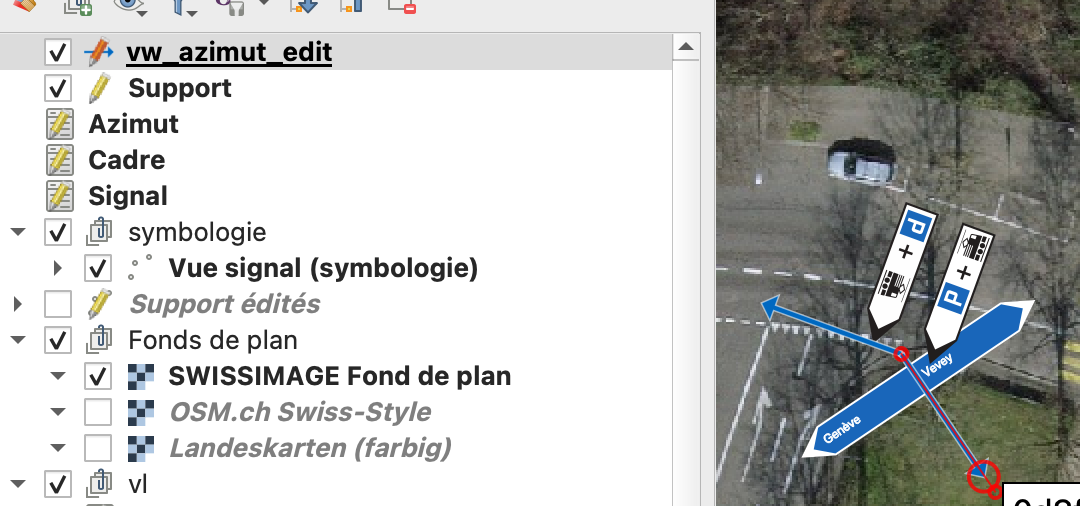 vw_azimut_edit
Support
Azimut
Cadre
Signal
symbologie
Vue signal (symbologie)
Support édités
Fonds de plan
SWISSIMAGE Fond de plan
OSM.ch Swiss-Style
Landeskarten (farbig)
vl
P +
+ P
Vevey
Genève